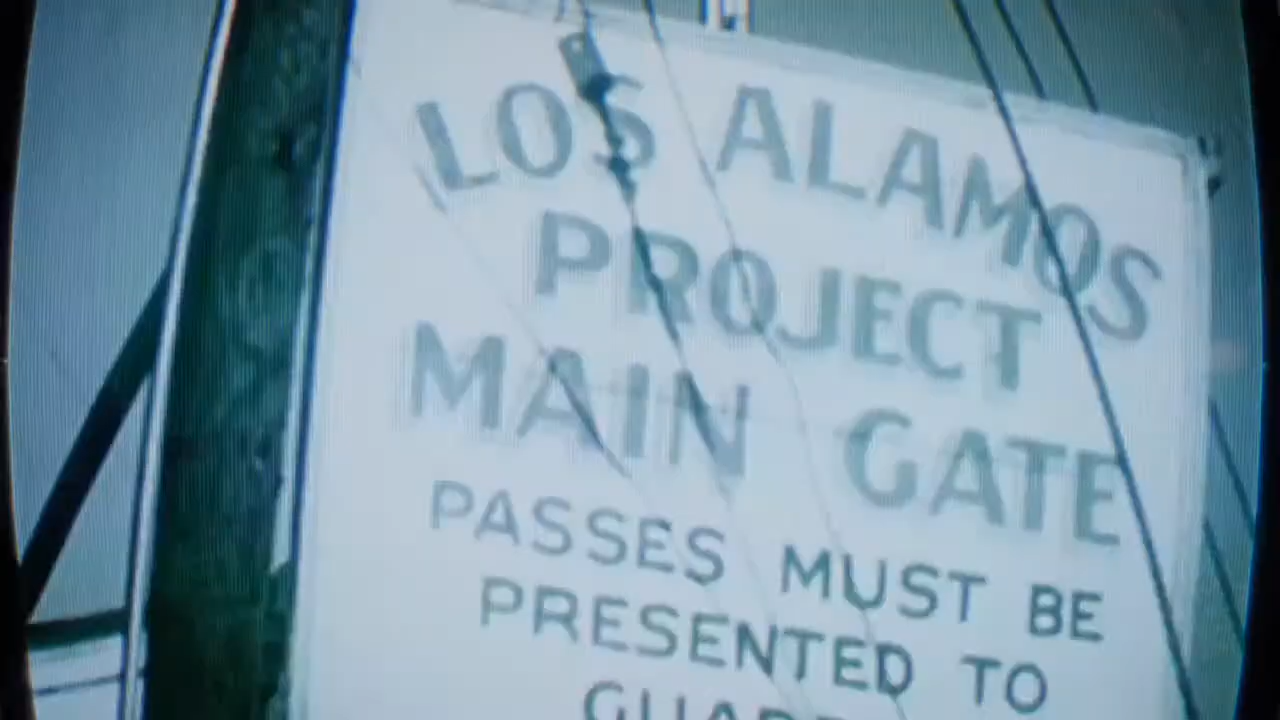 LOS ALAMOS
PROJECT
MAIN GATE
PASSES MUST BE
PRESENTED TO